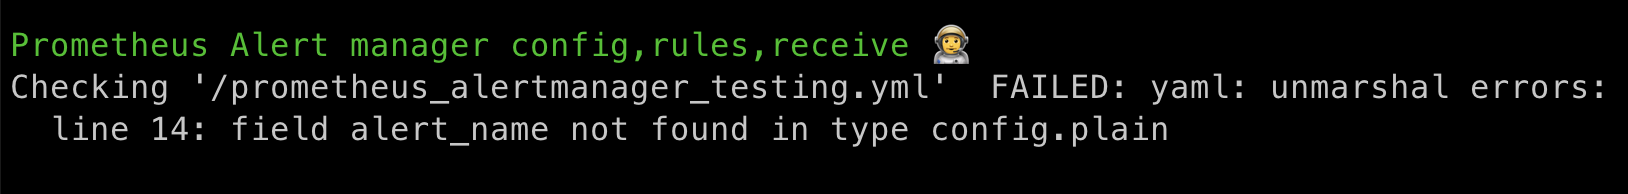 Prometheus Alert manager config,rules,receive 👨‍🚀
Checking '/prometheus_alertmanager_testing.yml'  FAILED: yaml: unmarshal errors:
  line 14: field alert_name not found in type config.plain